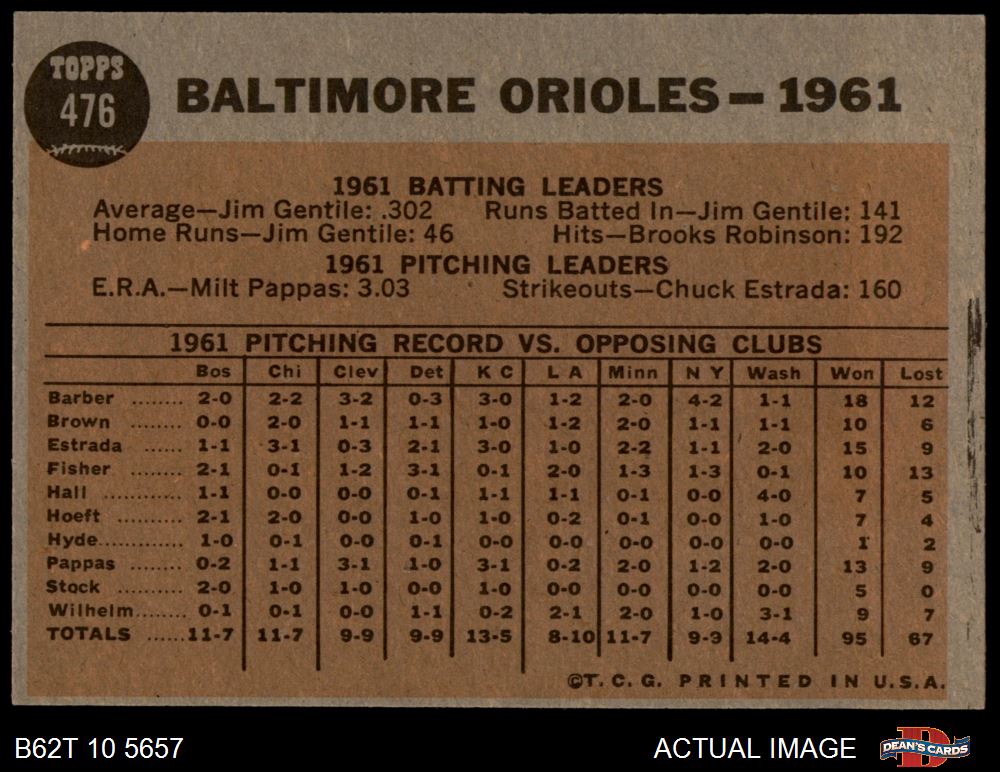 TOPPS
476
BALTIMORE ORIOLES — 1961
1961 BATTING LEADERS
Average—Jim Gentile: .302 Runs Batted In—Jim Gentile: 141
Home Runs—Jim Gentile: 46 Hits—Brooks Robinson: 192
1961 PITCHING LEADERS
E.R.A.—Milt Pappas: 3.03 Strikeouts—Chuck Estrada: 160
1961 PITCHING RECORD VS. OPPOSING CLUBS
Bos Chi Clev Det K C L A Minn N Y Wash Won Lost
Barber ........ 2-0 2-2 3-2 0-3 3-0 1-2 2-0 4-2 1-1 18 12
Brown ........ 0-0 2-0 1-1 1-1 1-0 1-2 2-0 1-1 1-1 10 6
Estrada ...... 1-1 3-1 0-3 2-1 3-0 1-0 2-2 1-1 2-0 15 9
Fisher ........ 2-1 0-1 1-2 3-1 0-1 2-0 1-3 1-3 0-1 10 13
Hall ............ 1-1 0-0 0-0 0-1 1-1 1-1 0-1 0-0 4-0 7 5
Hoeft .......... 2-1 2-0 0-0 1-0 1-0 0-2 0-1 0-0 1-0 7 4
Hyde............. 1-0 0-1 0-0 0-1 0-0 0-0 0-0 0-0 0-0 1 2
Pappas ....... 0-2 1-1 3-1 1-0 3-1 0-2 2-0 1-2 2-0 13 9
Stock .......... 2-0 1-0 1-0 0-0 1-0 0-0 0-0 0-0 0-0 5 0
Wilhelm........ 0-1 0-1 0-0 1-1 0-2 2-1 2-0 1-0 3-1 9 7
TOTALS ......11-7 11-7 9-9 9-9 13-5 8-10 11-7 9-9 14-4 95 67
©T. C. G. PRINTED IN U.S.A.
B62T 10 5657 ACTUAL IMAGE DEAN'S CARDS